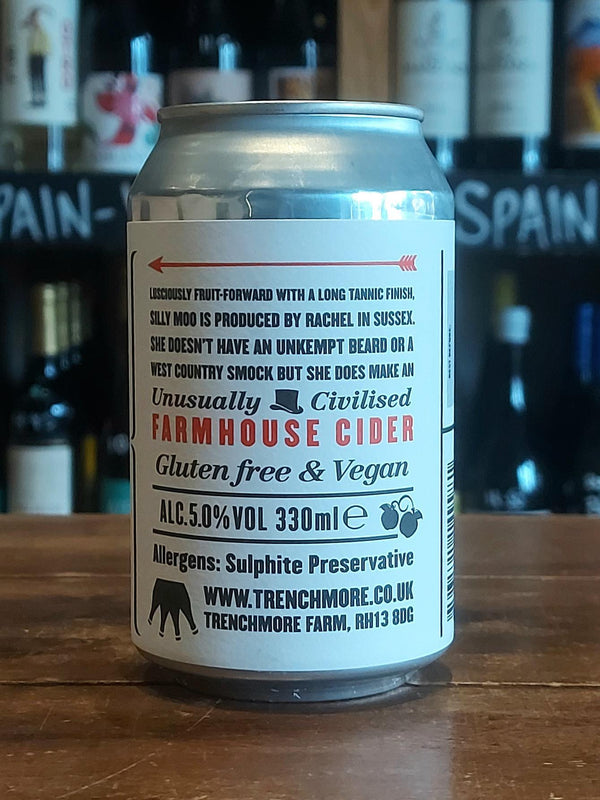 PAIN-
SPAIN
LUSCIOUSLY FRUIT-FORWARD WITH A LONG TANNIC FINISH,
SILLY MOO IS PRODUCED BY RACHEL IN SUSSEX.
SHE DOESN'T HAVE AN UNKEMPT BEARD OR A
WEST COUNTRY SMOCK BUT SHE DOES MAKE AN
Unusually Civilised
FARMHOUSE CIDER
Gluten free & Vegan
ALC.5.0%VOL 330ml e
Allergens: Sulphite Preservative
WWW.TRENCHMORE.CO.UK
TRENCHMORE FARM, RH13 8DG